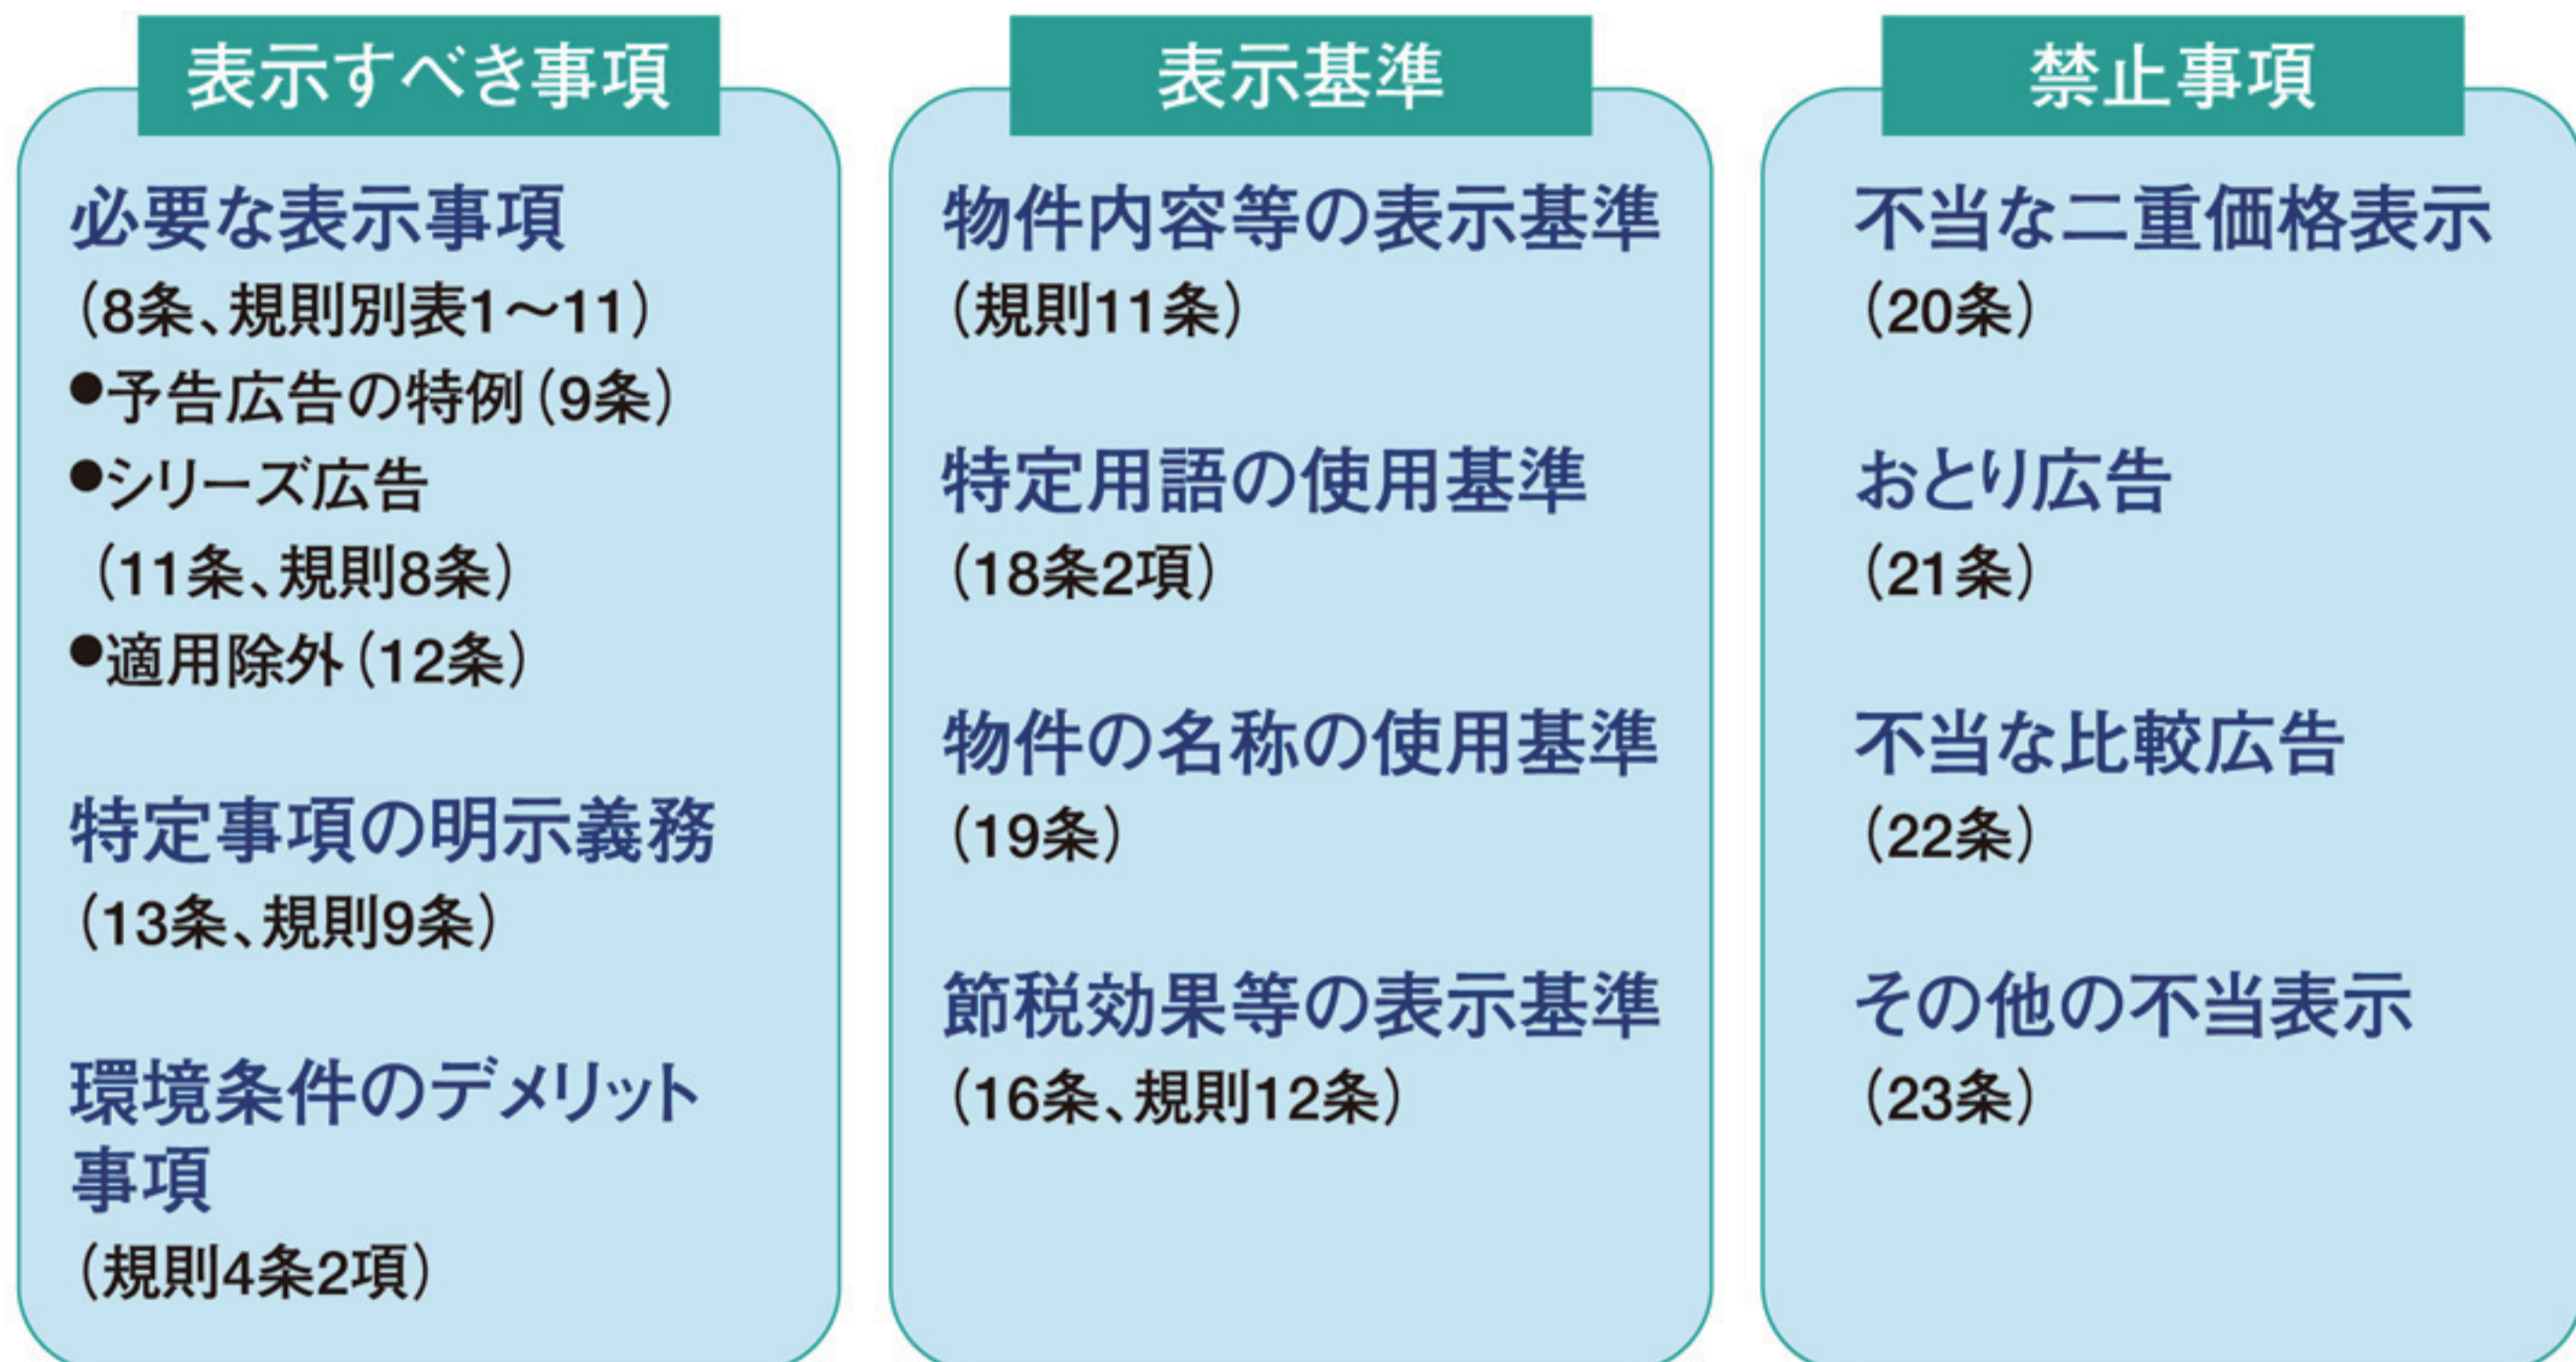 表示すべき事項
必要な表示事項
(8条、規則別表1〜11)
●予告広告の特例(9条)
●シリーズ広告
(11条、規則8条)
●適用除外(12条)
特定事項の明示義務
(13条、規則9条)
環境条件のデメリット
事項
(規則4条2項)
表示基準
物件内容等の表示基準
(規則11条)
特定用語の使用基準
(18条2項)
物件の名称の使用基準
(19条)
節税効果等の表示基準
(16条、規則12条)
禁止事項
不当な二重価格表示
(20条)
おとり広告
(21条)
不当な比較広告
(22条)
その他の不当表示
(23条)